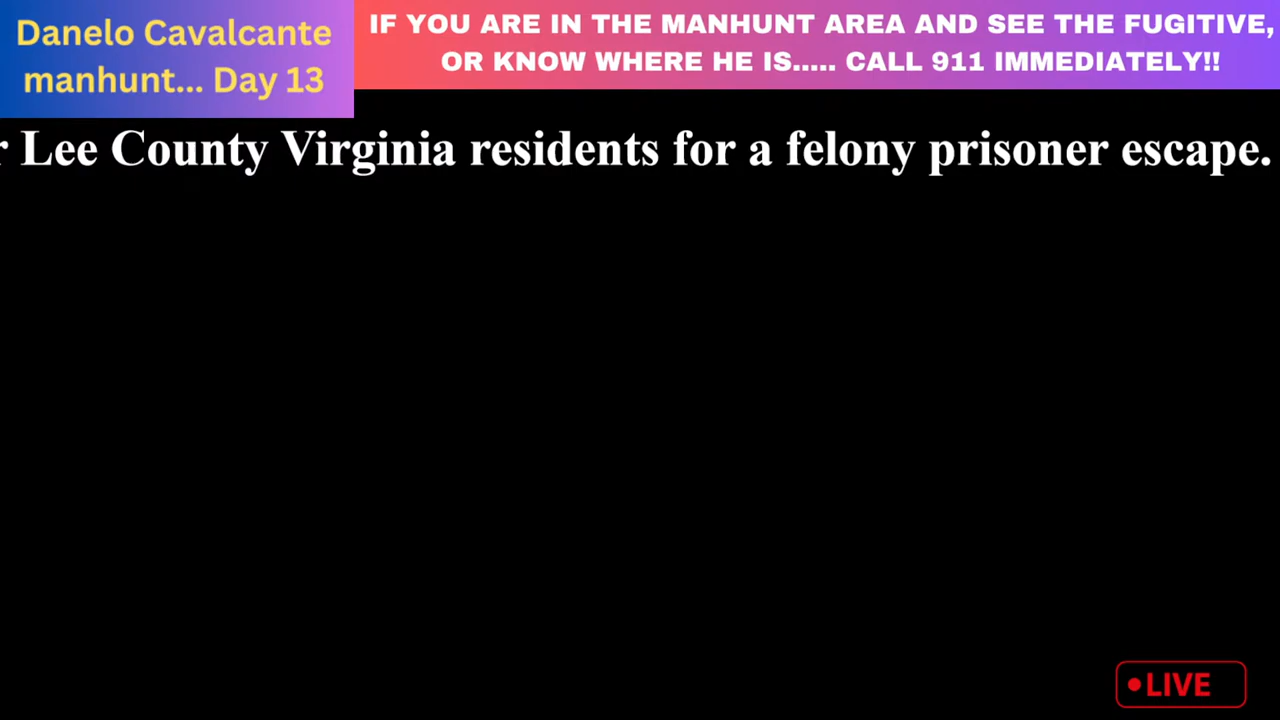 Danelo Cavalcante
manhunt... Day 13
IF YOU ARE IN THE MANHUNT AREA AND SEE THE FUGITIVE,
OR KNOW WHERE HE IS..... CALL 911 IMMEDIATELY!!
Lee County Virginia residents for a felony prisoner escape.
LIVE